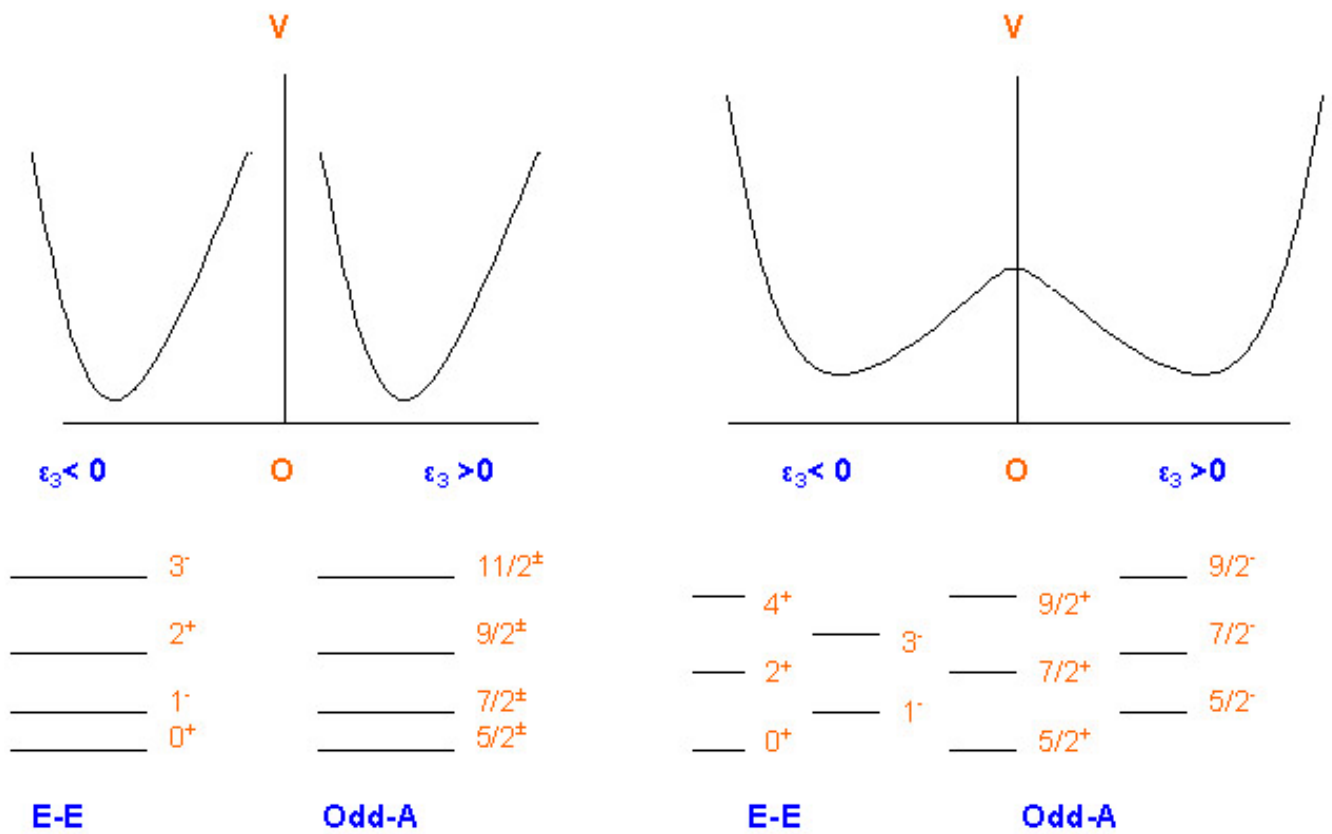 V V
ε₃< 0 O ε₃ >0 ε₃< 0 O ε₃ >0
3⁻ 11/2± 9/2⁻
4⁺ 9/2⁺
2⁺ 9/2± 3⁻ 7/2⁻
2⁺ 7/2⁺
1⁻ 7/2± 1⁻ 5/2⁻
0⁺ 5/2± 0⁺ 5/2⁺
E-E Odd-A E-E Odd-A